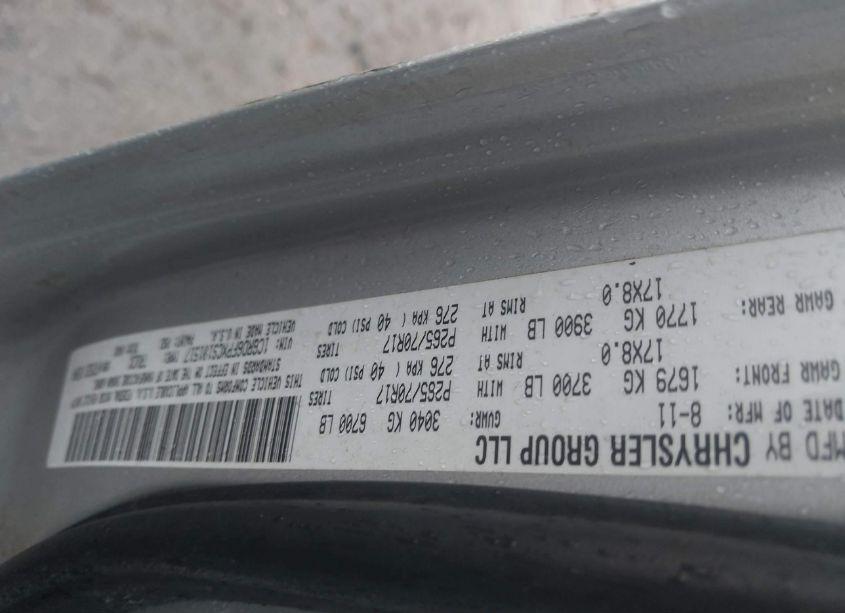 MFD BY CHRYSLER GROUP LLC
DATE OF MFR: 8-11 GVWR: 3040 KG 6700 LB
GAWR FRONT: 1679 KG 3700 LB WITH P265/70R17 TIRES
17X8.0 RIMS AT 276 KPA ( 40 PSI) COLD
GAWR REAR: 1770 KG 3900 LB WITH P265/70R17 TIRES
17X8.0 RIMS AT 276 KPA ( 40 PSI) COLD
THIS VEHICLE CONFORMS TO ALL APPLICABLE U.S.A. FEDERAL MOTOR VEHICLE SAFETY
STANDARDS IN EFFECT ON THE DATE OF MANUFACTURE SHOWN ABOVE.
VIN: TYPE: TRUCK
VEHICLE MADE IN U.S.A.